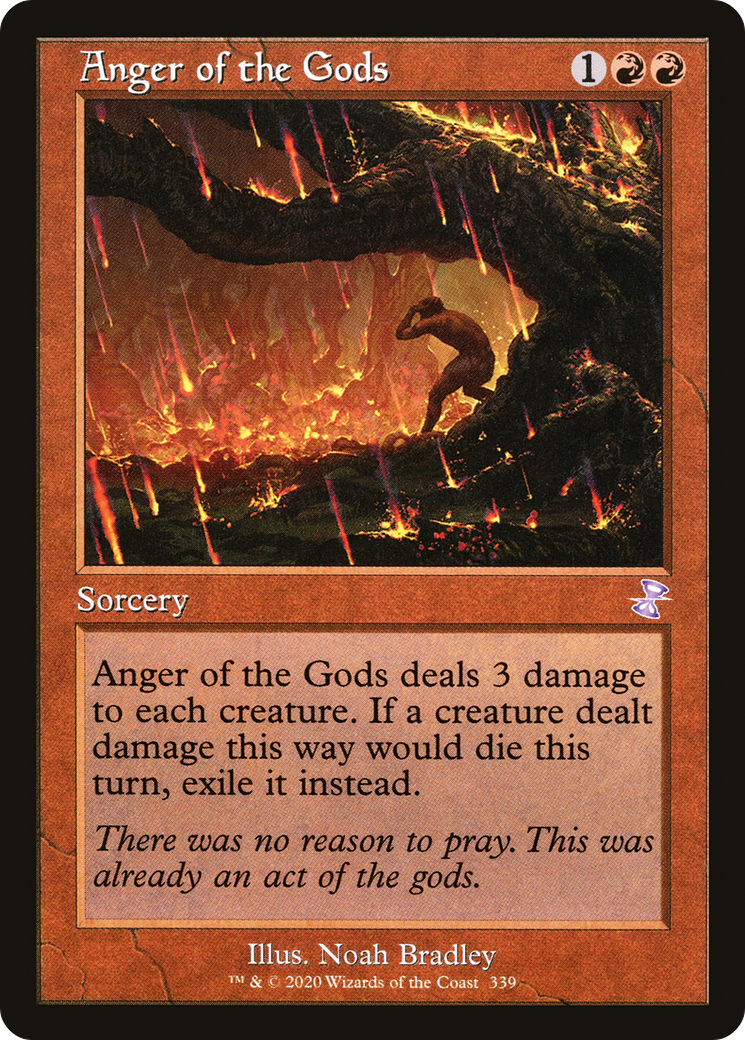 Anger of the Gods 1
Sorcery
Anger of the Gods deals 3 damage
to each creature. If a creature dealt
damage this way would die this
turn, exile it instead.
There was no reason to pray. This was
already an act of the gods.
Illus. Noah Bradley
™ & © 2020 Wizards of the Coast 339